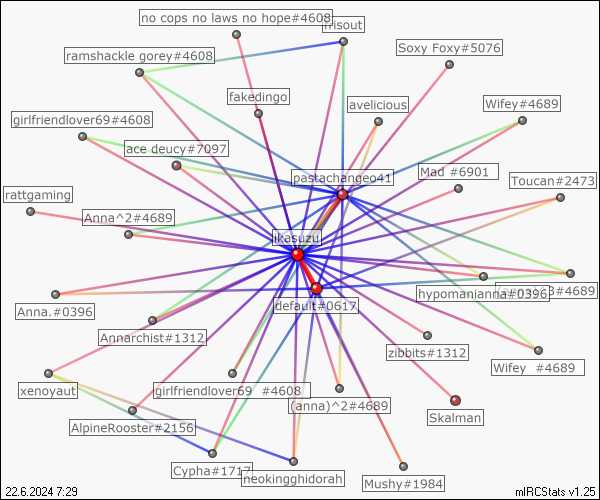 no cops no laws no hope#4608
misout
Soxy Foxy#5076
ramshackle gorey#4608
fakedingo
avelicious
Wifey#4689
girlfriendlover69#4608
ace deucy#7097
pastachangeo41
Mad #6901
Toucan#2473
rattgaming
Anna^2#4689
ikasuzu
hypomanianna#0396
3#4689
Anna.#0396
default#0617
Annarchist#1312
zibbits#1312
Wifey #4689
xenoyaut
girlfriendlover69 #4608
(anna)^2#4689
Skalman
AlpineRooster#2156
Cypha#1717
neokingghidorah
Mushy#1984
22.6.2024 7:29
mIRCStats v1.25